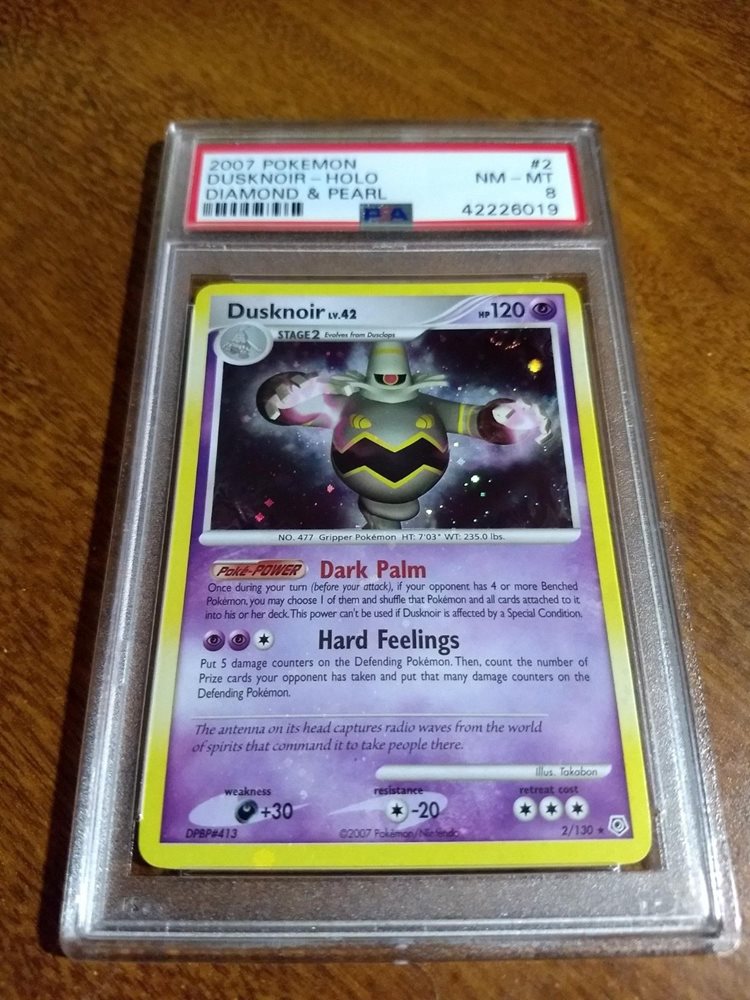 2007 POKEMON #2
DUSKNOIR - HOLO NM - MT
DIAMOND & PEARL 8
PSA 42226019
Dusknoir LV.42 HP 120
STAGE 2 Evolves from Dusclops
NO. 477 Gripper Pokémon HT: 7'03" WT: 235.0 lbs.
Poké-POWER Dark Palm
Once during your turn (before your attack), if your opponent has 4 or more Benched
Pokémon, you may choose 1 of them and shuffle that Pokémon and all cards attached to it
into his or her deck. This power can't be used if Dusknoir is affected by a Special Condition.
Hard Feelings
Put 5 damage counters on the Defending Pokémon. Then, count the number of
Prize cards your opponent has taken and put that many damage counters on the
Defending Pokémon.
The antenna on its head captures radio waves from the world
of spirits that command it to take people there.
Illus. Takabon
weakness resistance retreat cost
+30 -20
DPBP#413 ©2007 Pokémon/Nintendo 2/130 ★